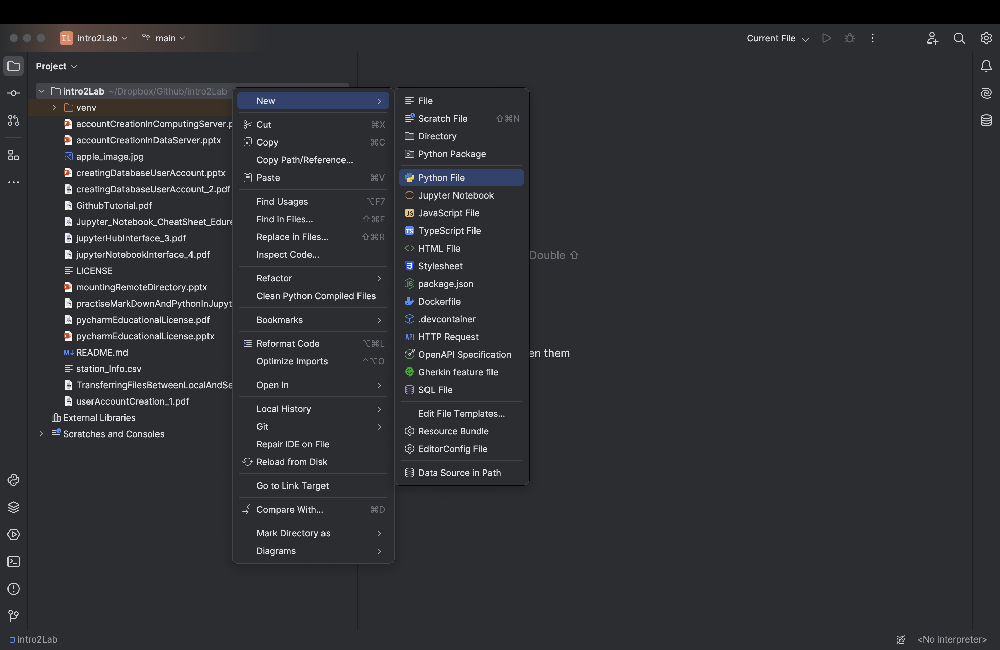 IL intro2Lab main
Current File
Project
intro2Lab ~/Dropbox/Github/intro2Lab
venv
accountCreationInComputingServer.p
accountCreationInDataServer.pptx
apple_image.jpg
creatingDatabaseUserAccount.pptx
creatingDatabaseUserAccount_2.pdf
GithubTutorial.pdf
Jupyter_Notebook_CheatSheet_Edure
jupyterHubInterface_3.pdf
jupyterNotebookInterface_4.pdf
LICENSE
mountingRemoteDirectory.pptx
practiseMarkDownAndPythonInJupyt
pycharmEducationalLicense.pdf
pycharmEducationalLicense.pptx
M↓ README.md
station_Info.csv
TransferringFilesBetweenLocalAndSe
userAccountCreation_1.pdf
External Libraries
Scratches and Consoles
New
Cut ⌘X
Copy ⌘C
Copy Path/Reference...
Paste ⌘V
Find Usages ⌥F7
Find in Files... ⇧⌘F
Replace in Files... ⇧⌘R
Inspect Code...
Refactor
Clean Python Compiled Files
Bookmarks
Reformat Code ⌥⌘L
Optimize Imports ^⌥O
Open In
Local History
Git
Repair IDE on File
Reload from Disk
Go to Link Target
Compare With... ⌘D
Mark Directory as
Diagrams
File
Scratch File ⇧⌘N
Directory
Python Package
Python File
Jupyter Notebook
JS JavaScript File
TS TypeScript File
<> HTML File
Stylesheet
package.json
Dockerfile
.devcontainer
API HTTP Request
OpenAPI Specification
Gherkin feature file
SQL File
Edit File Templates...
Resource Bundle
EditorConfig File
Data Source in Path
Double ⇧
en them
intro2Lab
<No interpreter>